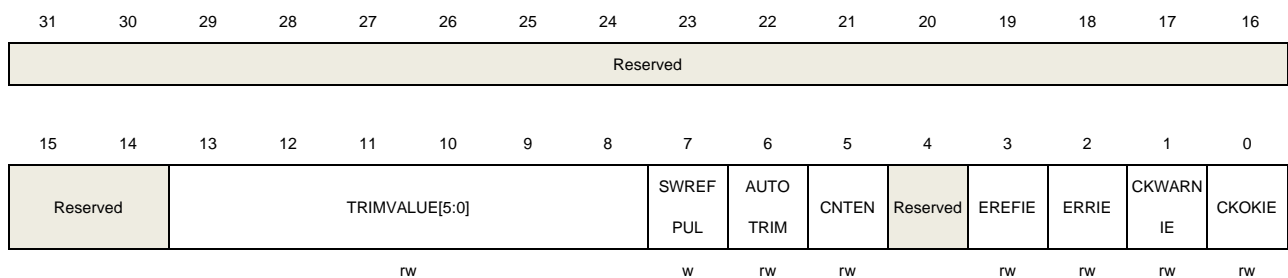 31 30 29 28 27 26 25 24 23 22 21 20 19 18 17 16
Reserved
15 14 13 12 11 10 9 8 7 6 5 4 3 2 1 0
Reserved TRIMVALUE[5:0] SWREF PUL AUTO TRIM CNTEN Reserved EREFIE ERRIE CKWARN IE CKOKIE
rw w rw rw rw rw rw rw